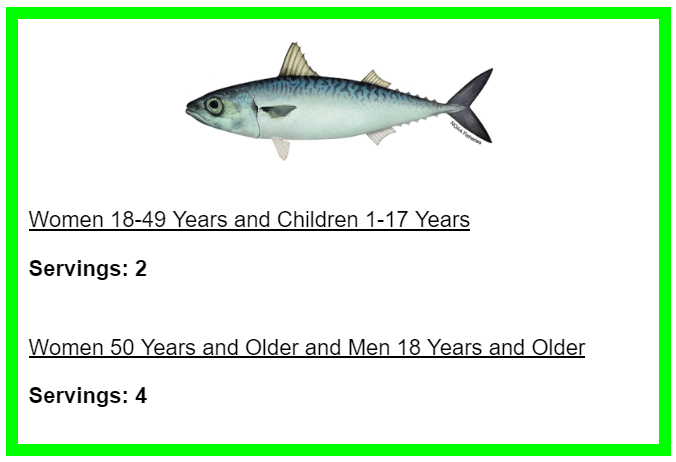 NOAA Fisheries
Women 18-49 Years and Children 1-17 Years
Servings: 2
Women 50 Years and Older and Men 18 Years and Older
Servings: 4